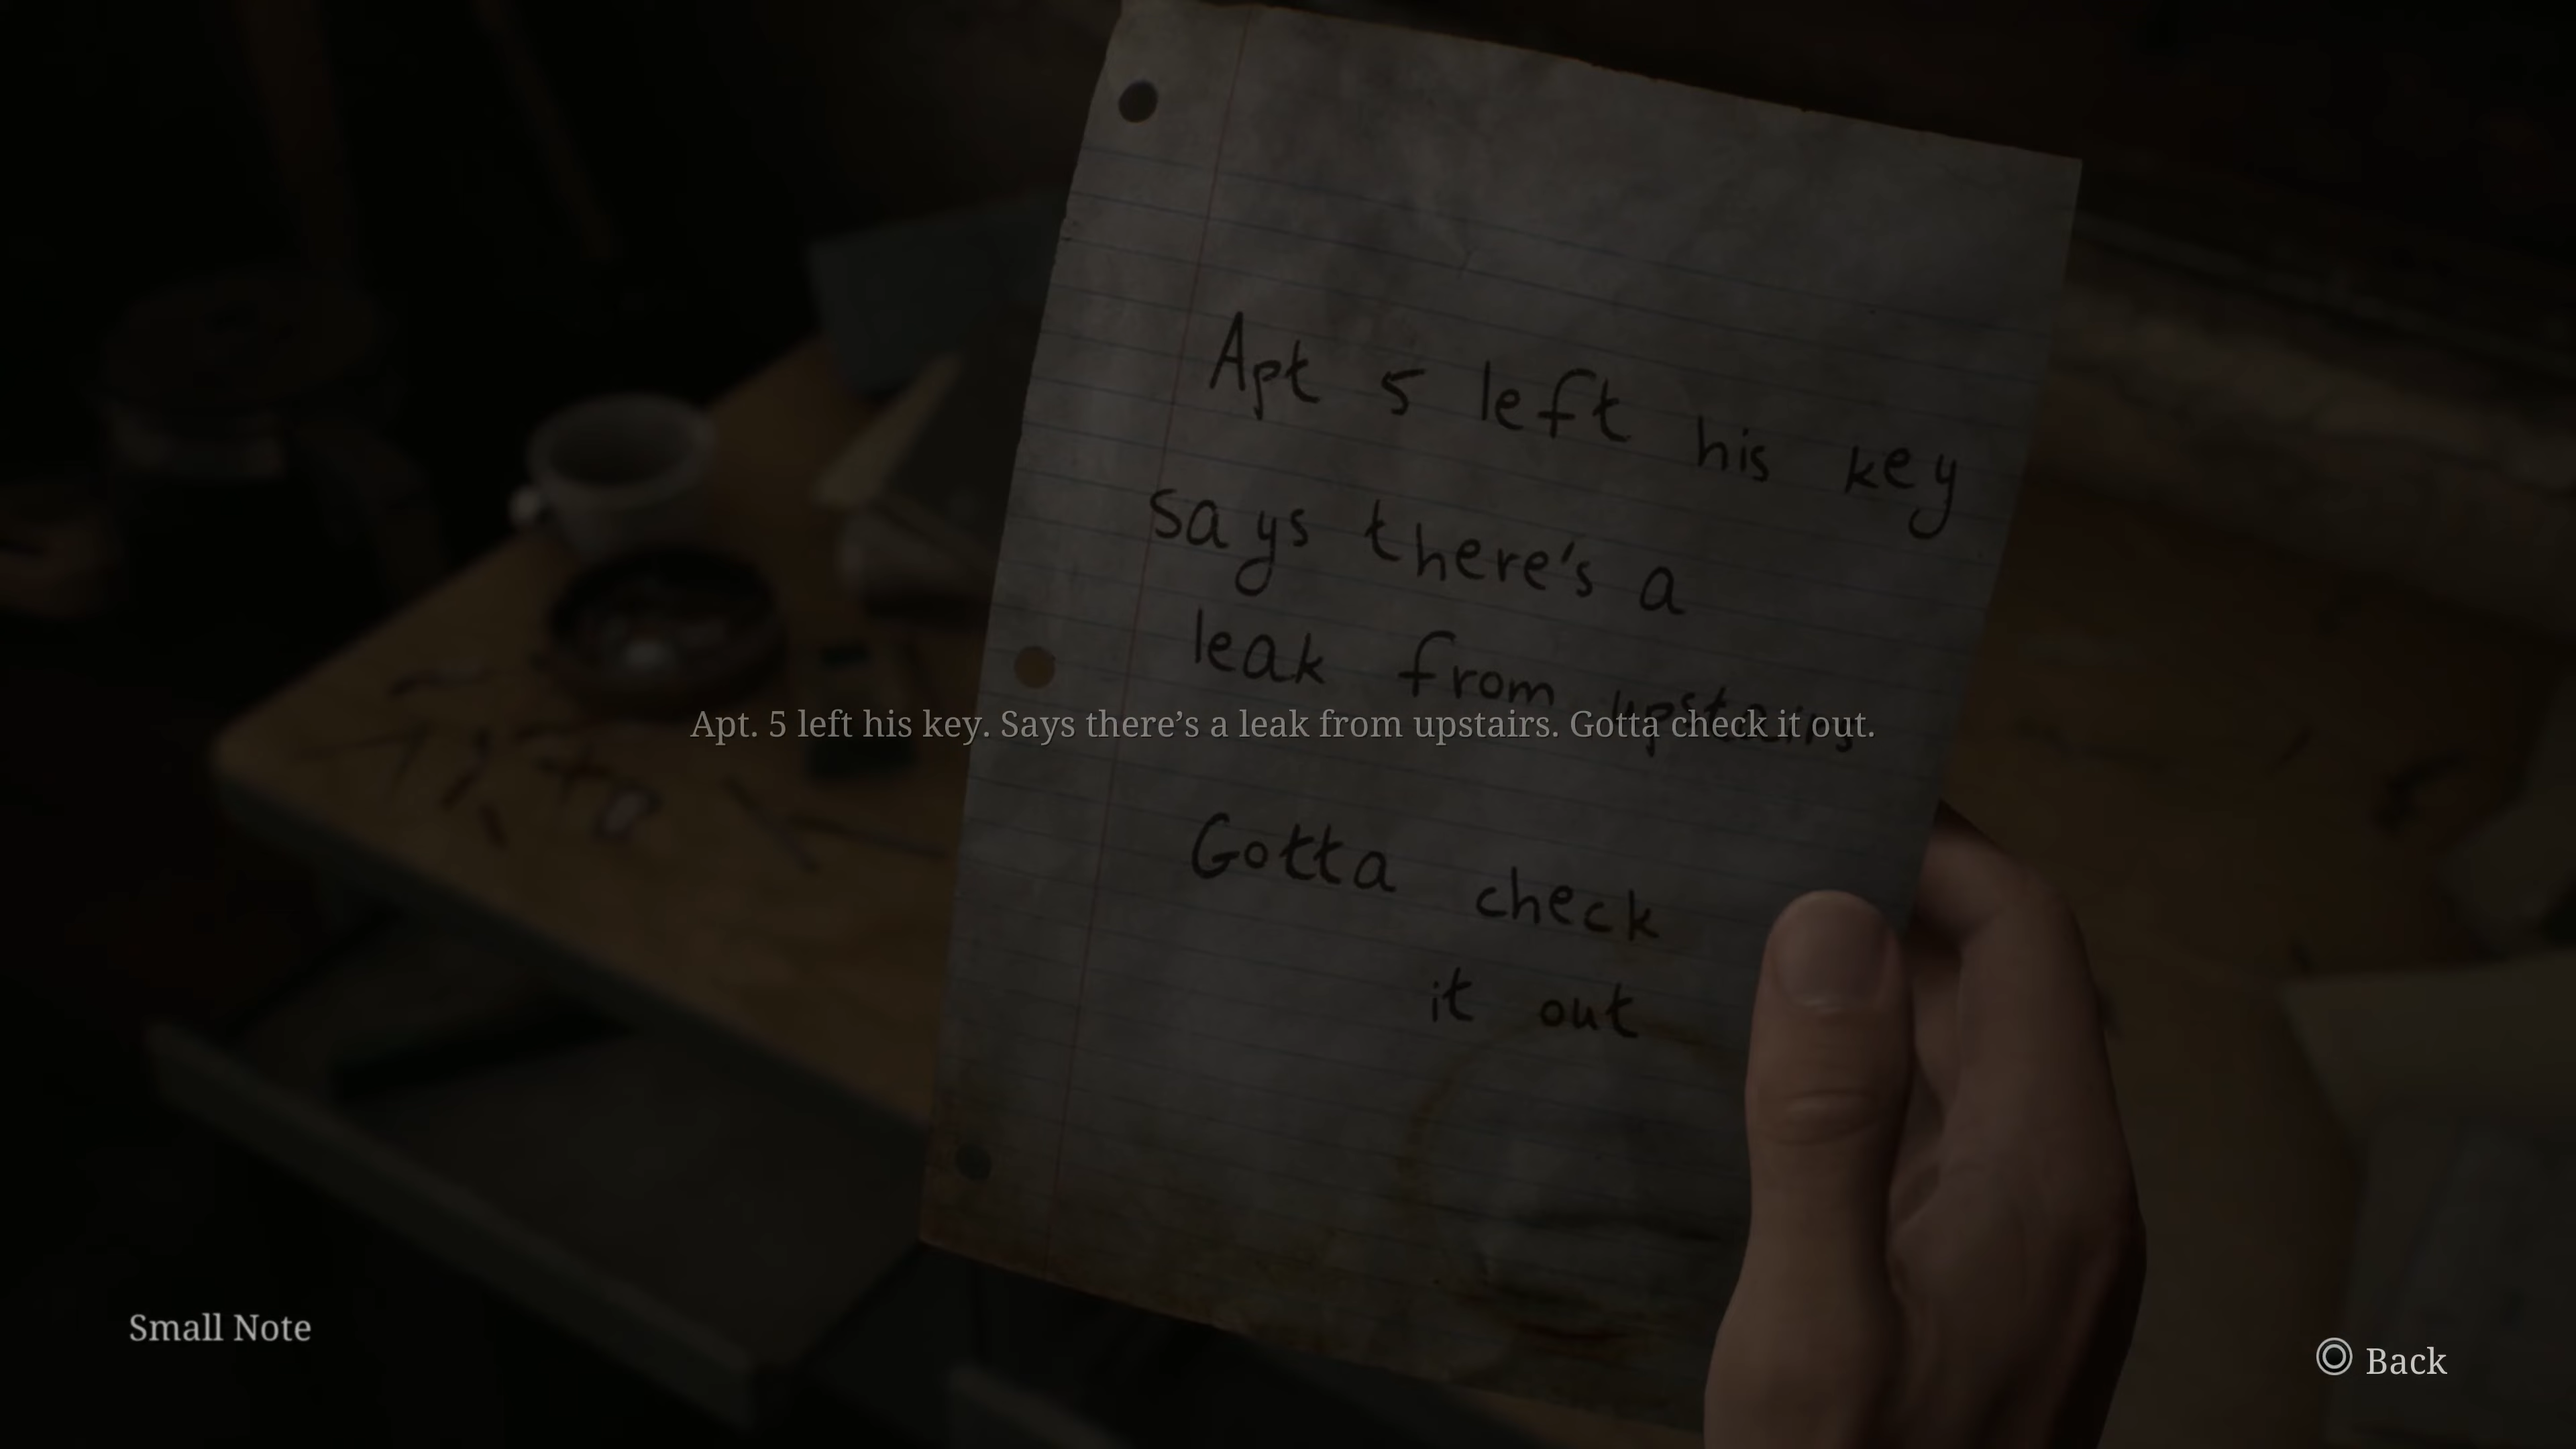 Apt 5 left his key
says there's a
leak from upstairs
Apt. 5 left his key. Says there’s a leak from upstairs. Gotta check it out.
Gotta check
it out
Small Note
Back